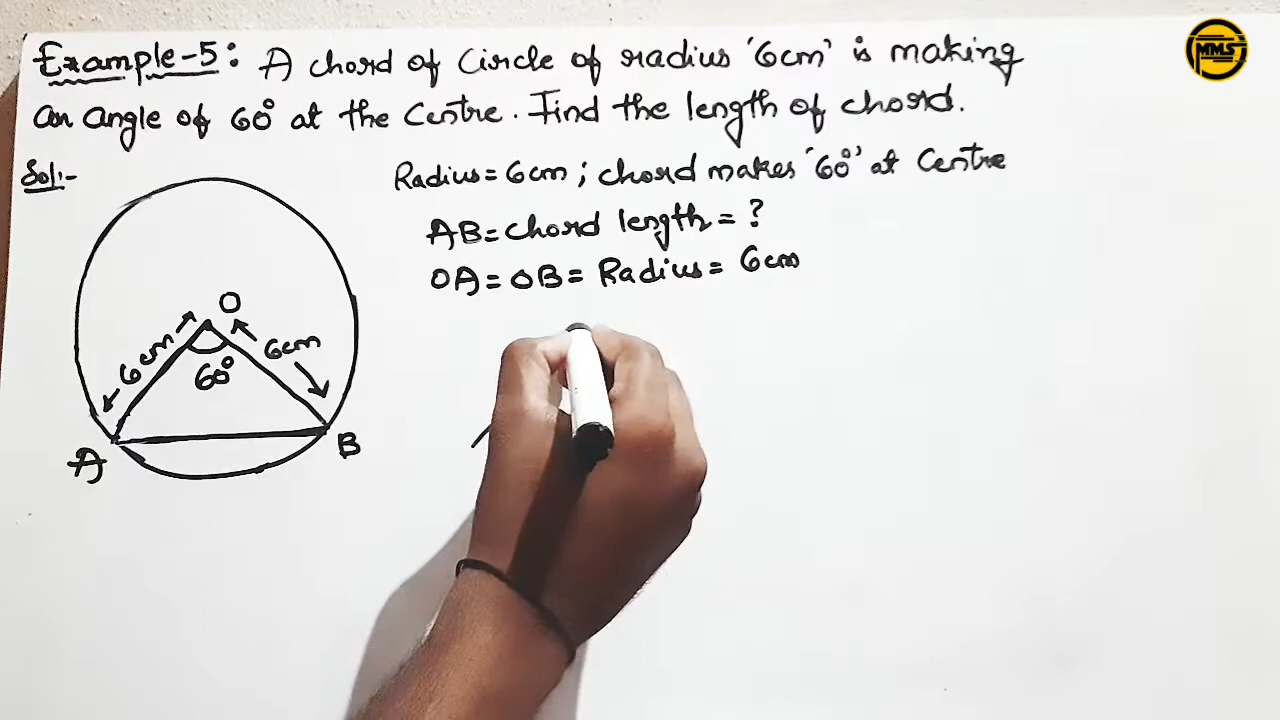 Example-5: A chord of Circle of radius '6cm' is making
an angle of 60° at the Centre. Find the length of chord.
Sol:-
Radius = 6cm ; chord makes '60°' at Centre
AB = chord length = ?
OA = OB = Radius = 6cm
O
6cm
6cm
60°
A
B
MMS